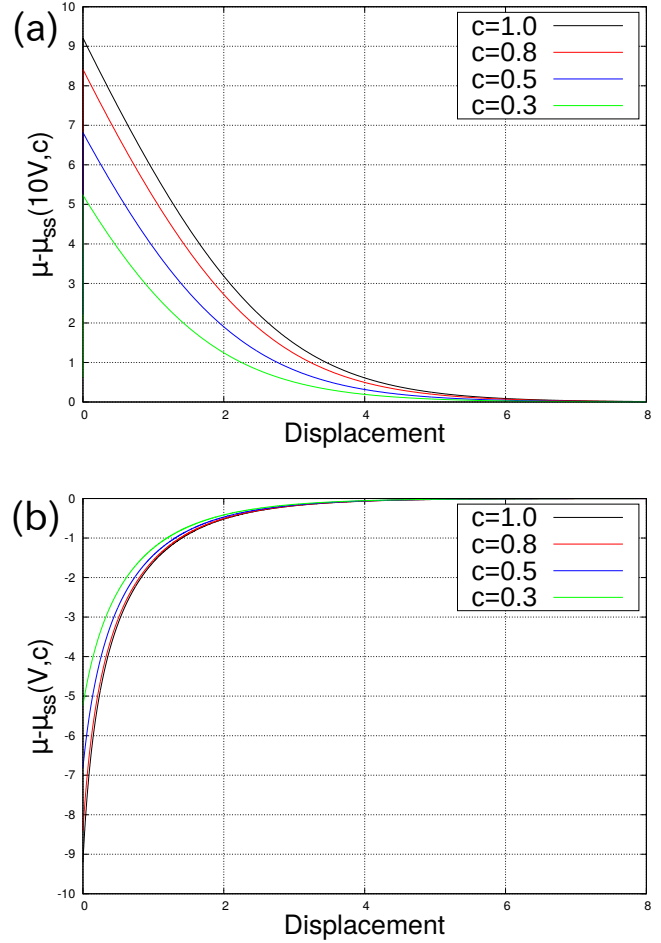 (a)
10
9
8
7
6
5
4
3
2
1
0
μ-μss(10V,c)
c=1.0
c=0.8
c=0.5
c=0.3
0 2 4 6 8
Displacement
(b)
0
-1
-2
-3
-4
-5
-6
-7
-8
-9
-10
μ-μss(V,c)
c=1.0
c=0.8
c=0.5
c=0.3
0 2 4 6 8
Displacement